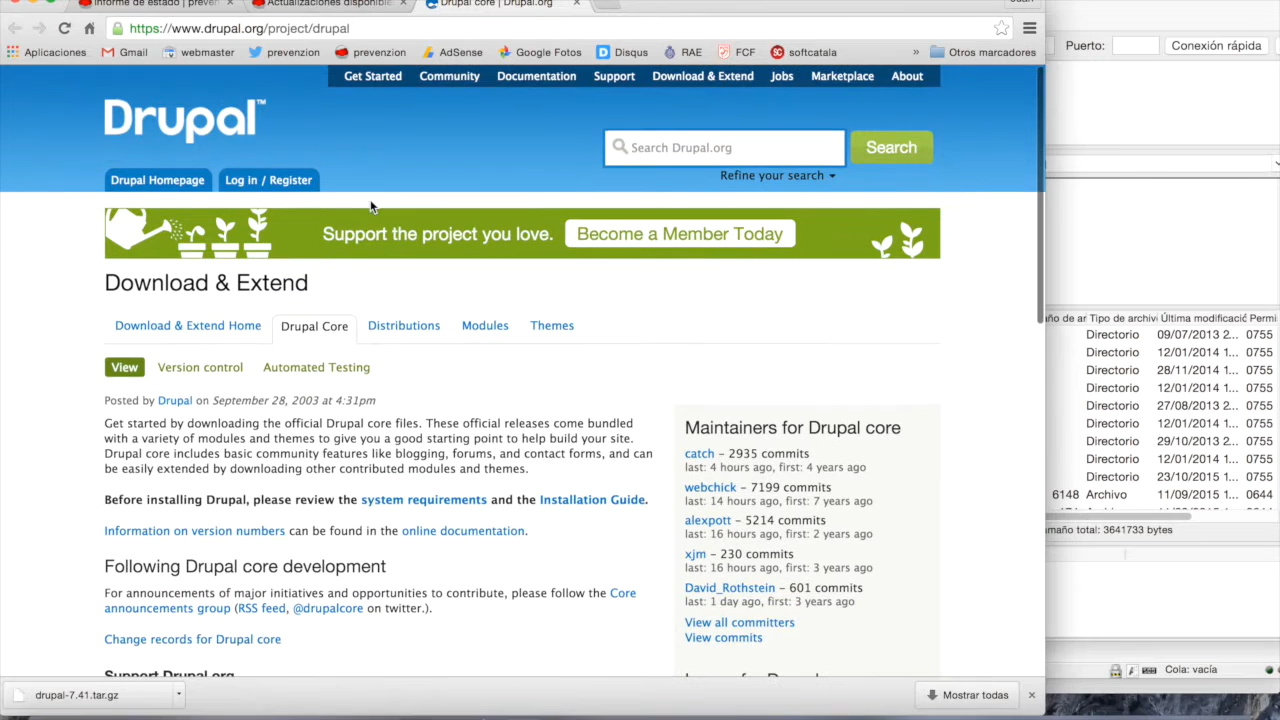 Informe de estado | preven
Actualizaciones disponible
Drupal core | Drupal.org
https://www.drupal.org/project/drupal
Puerto:
Conexión rápida
Aplicaciones
Gmail
webmaster
prevenzion
prevenzion
AdSense
Google Fotos
Disqus
RAE
FCF
softcatala
»
Otros marcadores
Get Started
Community
Documentation
Support
Download & Extend
Jobs
Marketplace
About
Drupal™
Search Drupal.org
Search
Refine your search
Drupal Homepage
Log in / Register
Support the project you love.
Become a Member Today
Download & Extend
Download & Extend Home
Drupal Core
Distributions
Modules
Themes
View
Version control
Automated Testing
Posted by Drupal on September 28, 2003 at 4:31pm
Get started by downloading the official Drupal core files. These official releases come bundled
with a variety of modules and themes to give you a good starting point to help build your site.
Drupal core includes basic community features like blogging, forums, and contact forms, and can
be easily extended by downloading other contributed modules and themes.
Before installing Drupal, please review the system requirements and the Installation Guide.
Information on version numbers can be found in the online documentation.
Following Drupal core development
For announcements of major initiatives and opportunities to contribute, please follow the Core
announcements group (RSS feed, @drupalcore on twitter.).
Change records for Drupal core
Support Drupal.org
Maintainers for Drupal core
catch – 2935 commits
last: 4 hours ago, first: 4 years ago
webchick – 7199 commits
last: 14 hours ago, first: 7 years ago
alexpott – 5214 commits
last: 16 hours ago, first: 2 years ago
xjm – 230 commits
last: 16 hours ago, first: 3 years ago
David_Rothstein – 601 commits
last: 1 day ago, first: 3 years ago
View all committers
View commits
ño de ar Tipo de archiv Última modificació Permi
Directorio 09/07/2013 2... 0755
Directorio 12/01/2014 1... 0755
Directorio 28/11/2014 1... 0755
Directorio 12/01/2014 1... 0755
Directorio 27/08/2013 2... 0755
Directorio 12/01/2014 1... 0755
Directorio 29/10/2013 2... 0755
Directorio 12/01/2014 1... 0755
Directorio 23/10/2015 1... 0755
6148 Archivo 11/09/2015 1... 0644
maño total: 3641733 bytes
Cola: vacía
drupal-7.41.tar.gz
Mostrar todas